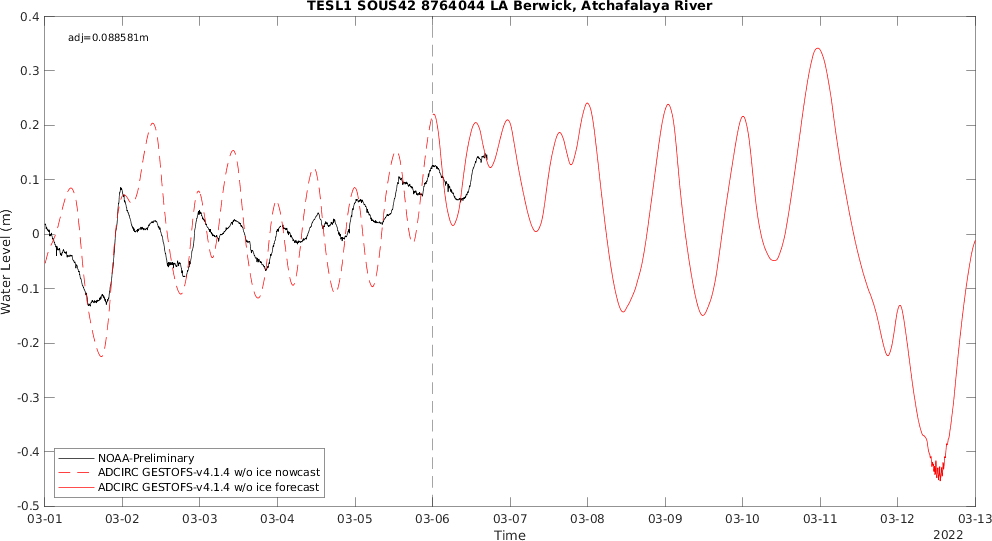 TESL1 SOUS42 8764044 LA Berwick, Atchafalaya River
adj=0.088581m
0.4
0.3
0.2
0.1
0
-0.1
-0.2
-0.3
-0.4
-0.5
Water Level (m)
NOAA-Preliminary
ADCIRC GESTOFS-v4.1.4 w/o ice nowcast
ADCIRC GESTOFS-v4.1.4 w/o ice forecast
03-01 03-02 03-03 03-04 03-05 03-06 03-07 03-08 03-09 03-10 03-11 03-12 03-13
Time
2022